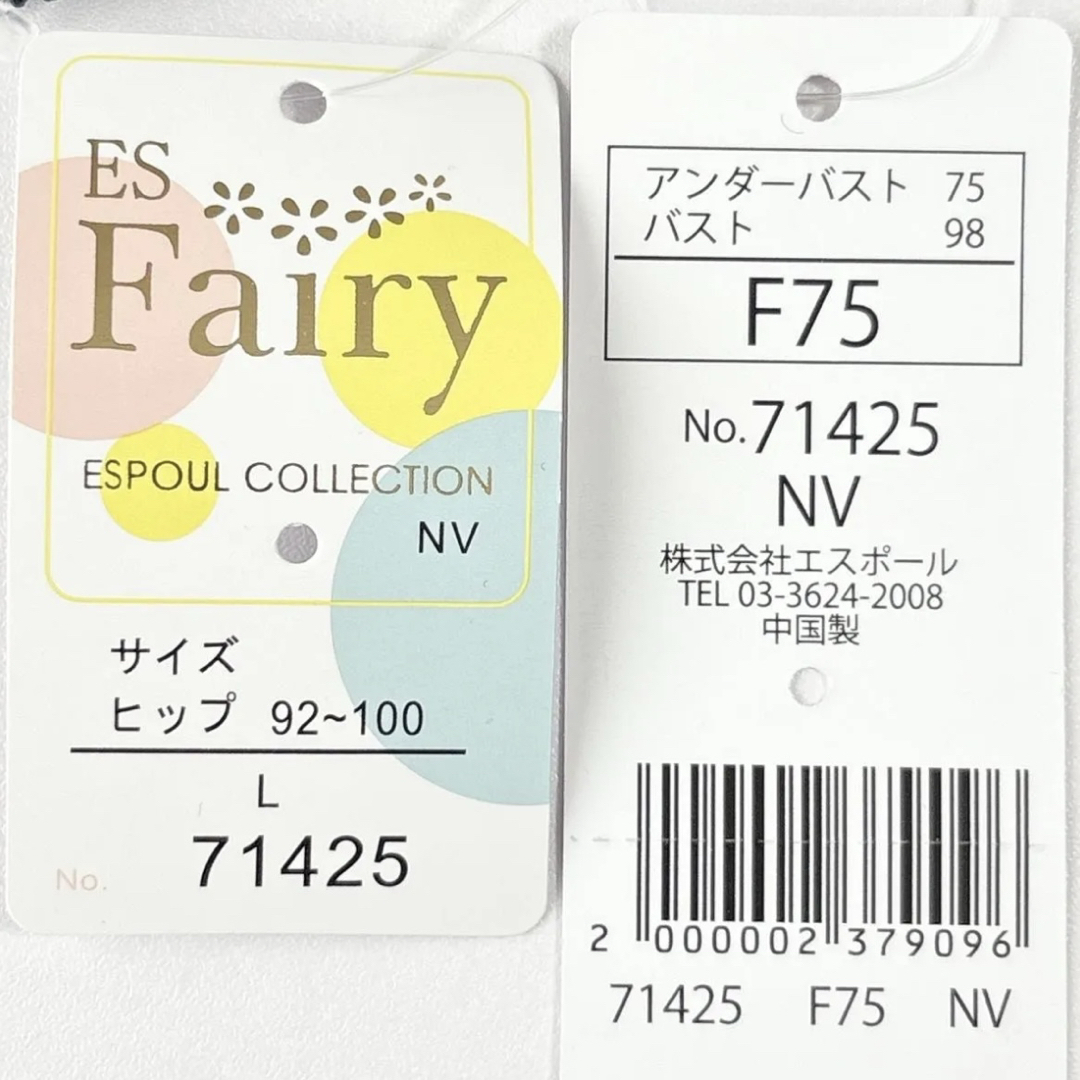 ES
Fairy
ESPOUL COLLECTION
NV
サイズ
ヒップ 92~100
L
No. 71425
アンダーバスト 75
バスト 98
F75
No.71425
NV
株式会社エスポール
TEL 03-3624-2008
中国製
2 000002 379096
71425 F75 NV